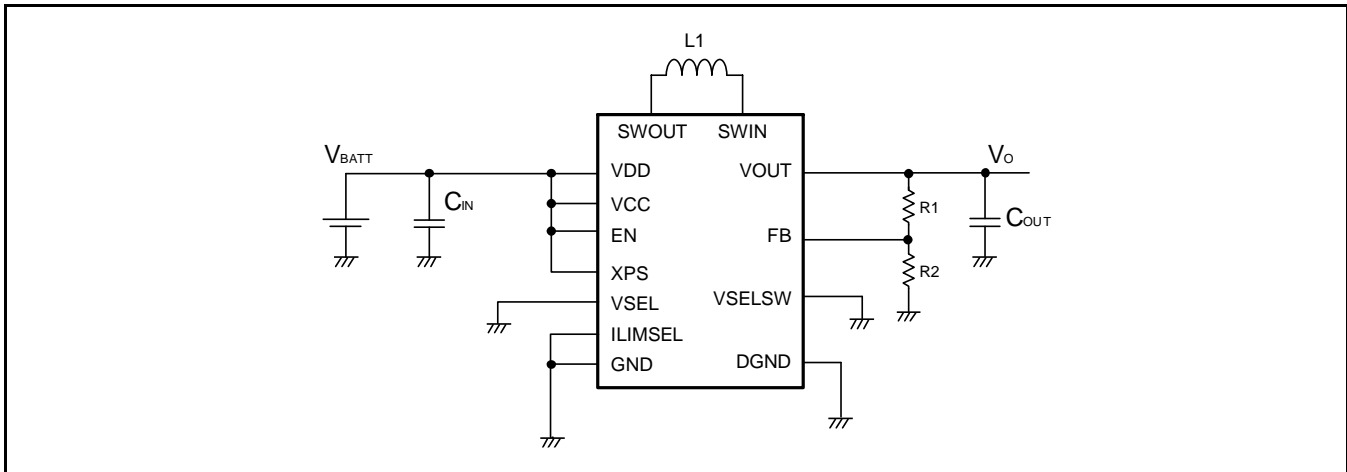 L1
SWOUT SWIN
VBATT
VDD
VOUT
VO
CIN
VCC
R1
COUT
EN
FB
XPS
R2
VSEL
VSELSW
ILIMSEL
GND
DGND